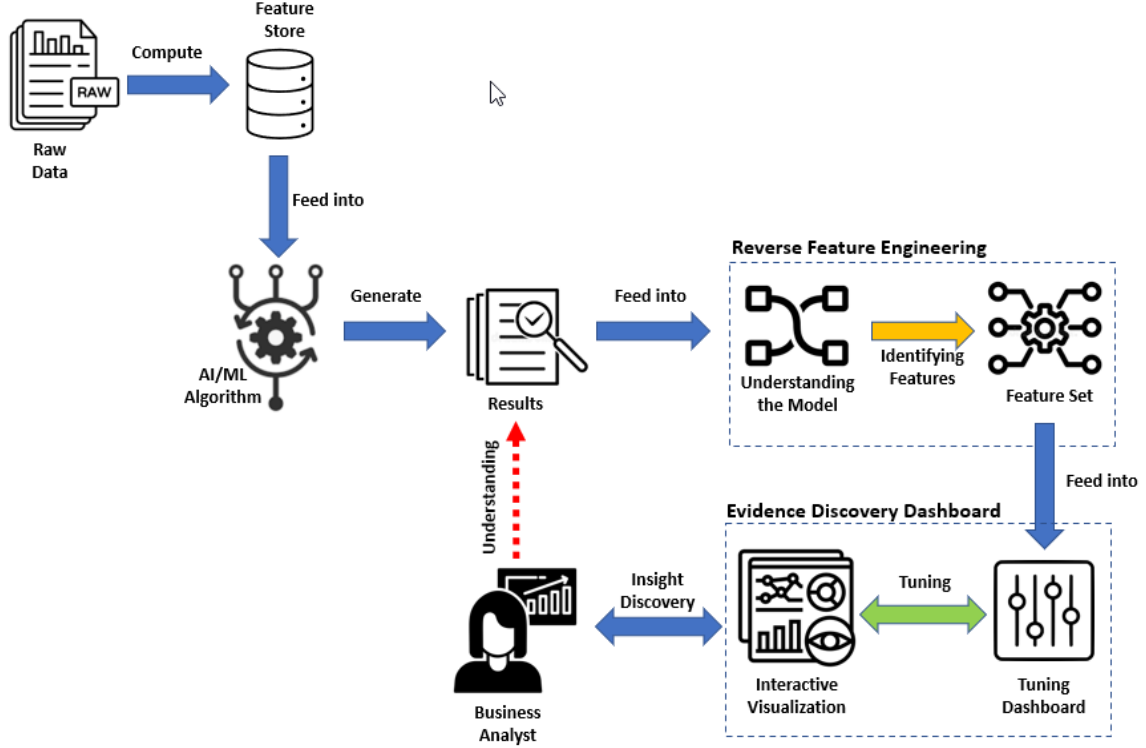 Feature
Store
Compute
RAW
Raw
Data
Feed into
Reverse Feature Engineering
Generate
Feed into
AI/ML
Algorithm
Results
Understanding
the Model
Identifying
Features
Feature Set
Understanding
Feed into
Evidence Discovery Dashboard
Insight
Discovery
Tuning
Interactive
Visualization
Tuning
Dashboard
Business
Analyst